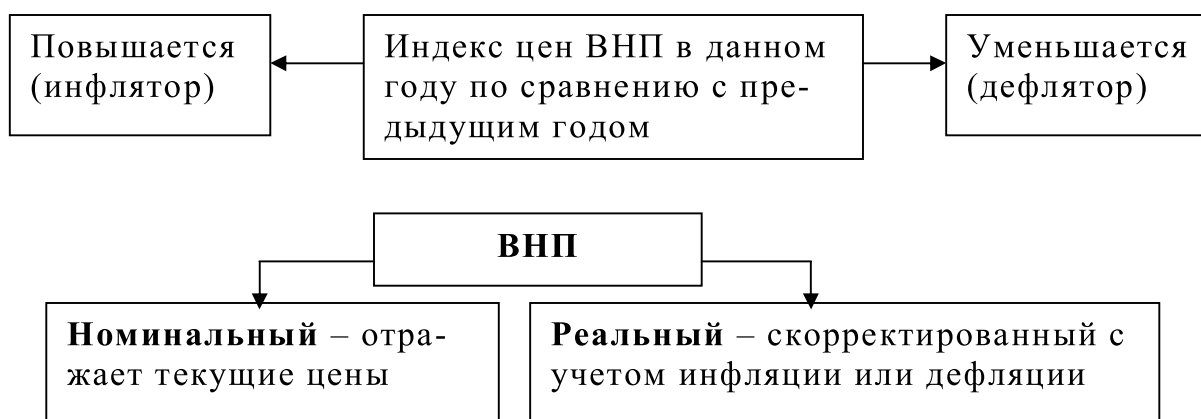 Повышается
(инфлятор)
Индекс цен ВНП в данном
году по сравнению с пре-
дыдущим годом
Уменьшается
(дефлятор)
ВНП
Номинальный – отра-
жает текущие цены
Реальный – скорректированный с
учетом инфляции или дефляции